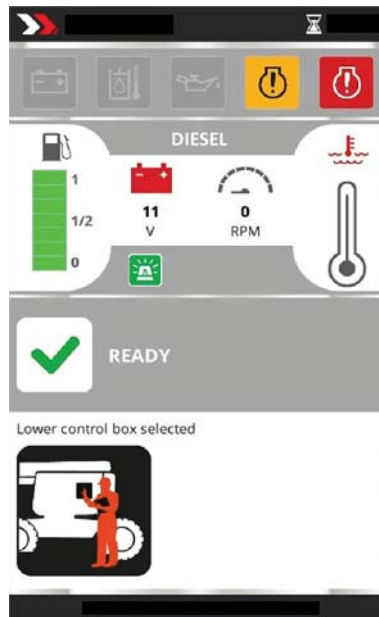 DIESEL
1
1/2
0
11
V
0
RPM
READY
Lower control box selected